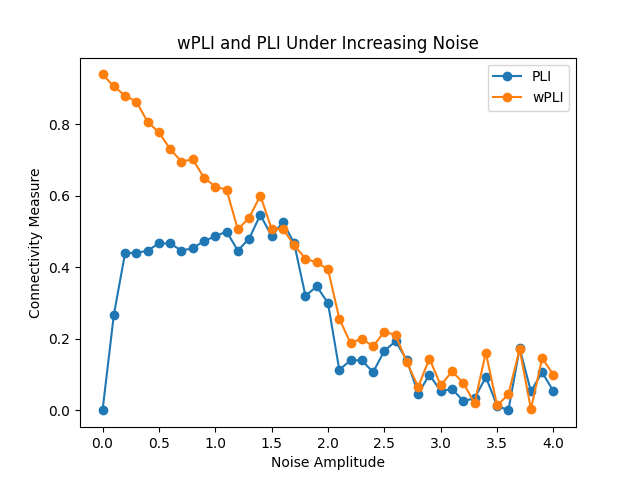 wPLI and PLI Under Increasing Noise
PLI
wPLI
0.8
0.6
0.4
0.2
0.0
Connectivity Measure
0.0 0.5 1.0 1.5 2.0 2.5 3.0 3.5 4.0
Noise Amplitude